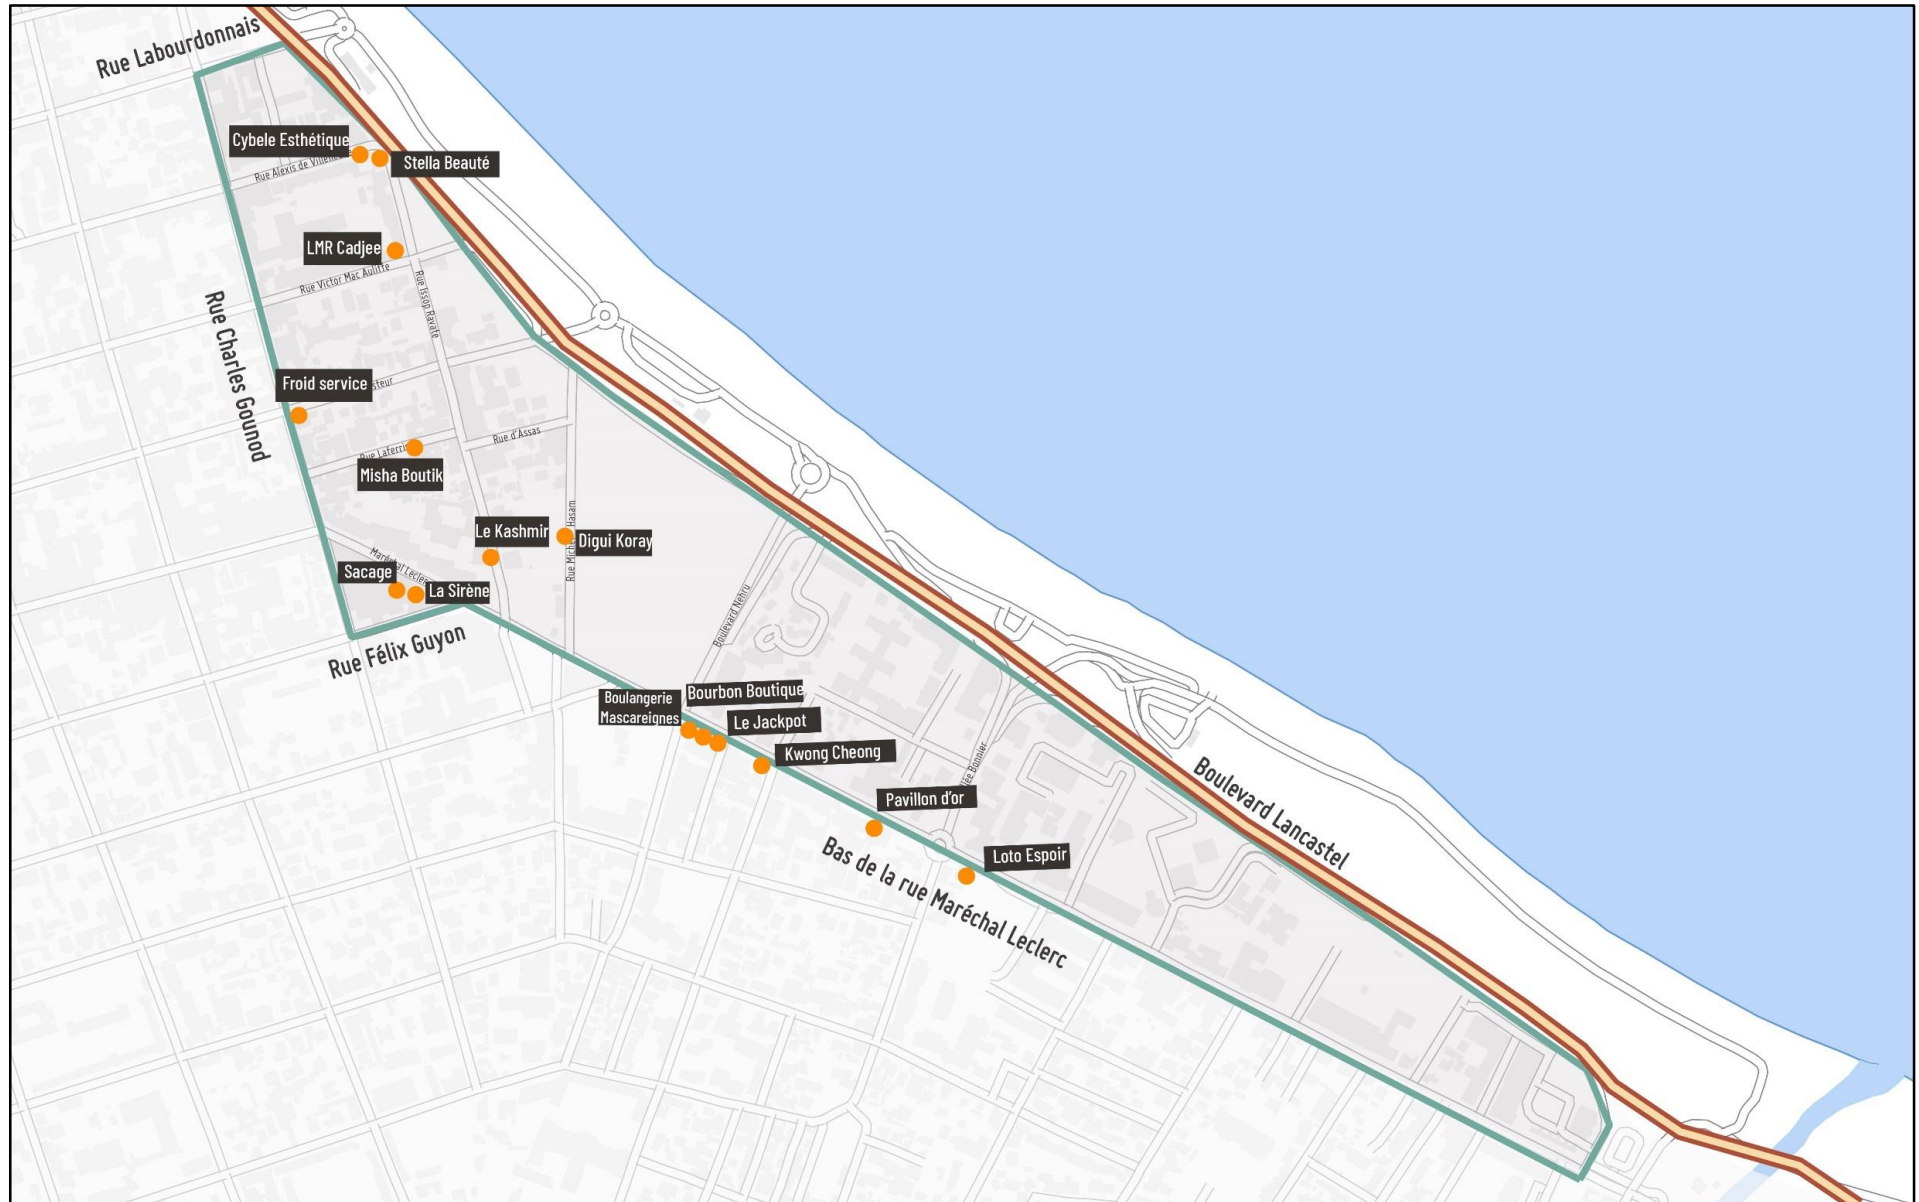 Rue Labourdonnais
Cybele Esthétique
Stella Beauté
Rue Alexis de
LMR Cadjee
Rue Victor Mac Auliffe
Rue Issop Ravate
Rue Charles Gounod
Froid service
steur
Rue d'Assas
Misha Boutik
Le Kashmir
Digui Koray
Hasam
Sacage
La Sirène
Rue Félix Guyon
Boulevard Nehru
Boulangerie
Mascareignes
Bourbon Boutique
Le Jackpot
Kwong Cheong
Bonnier
Pavillon d'or
Loto Espoir
Boulevard Lancastel
Bas de la rue Maréchal Leclerc